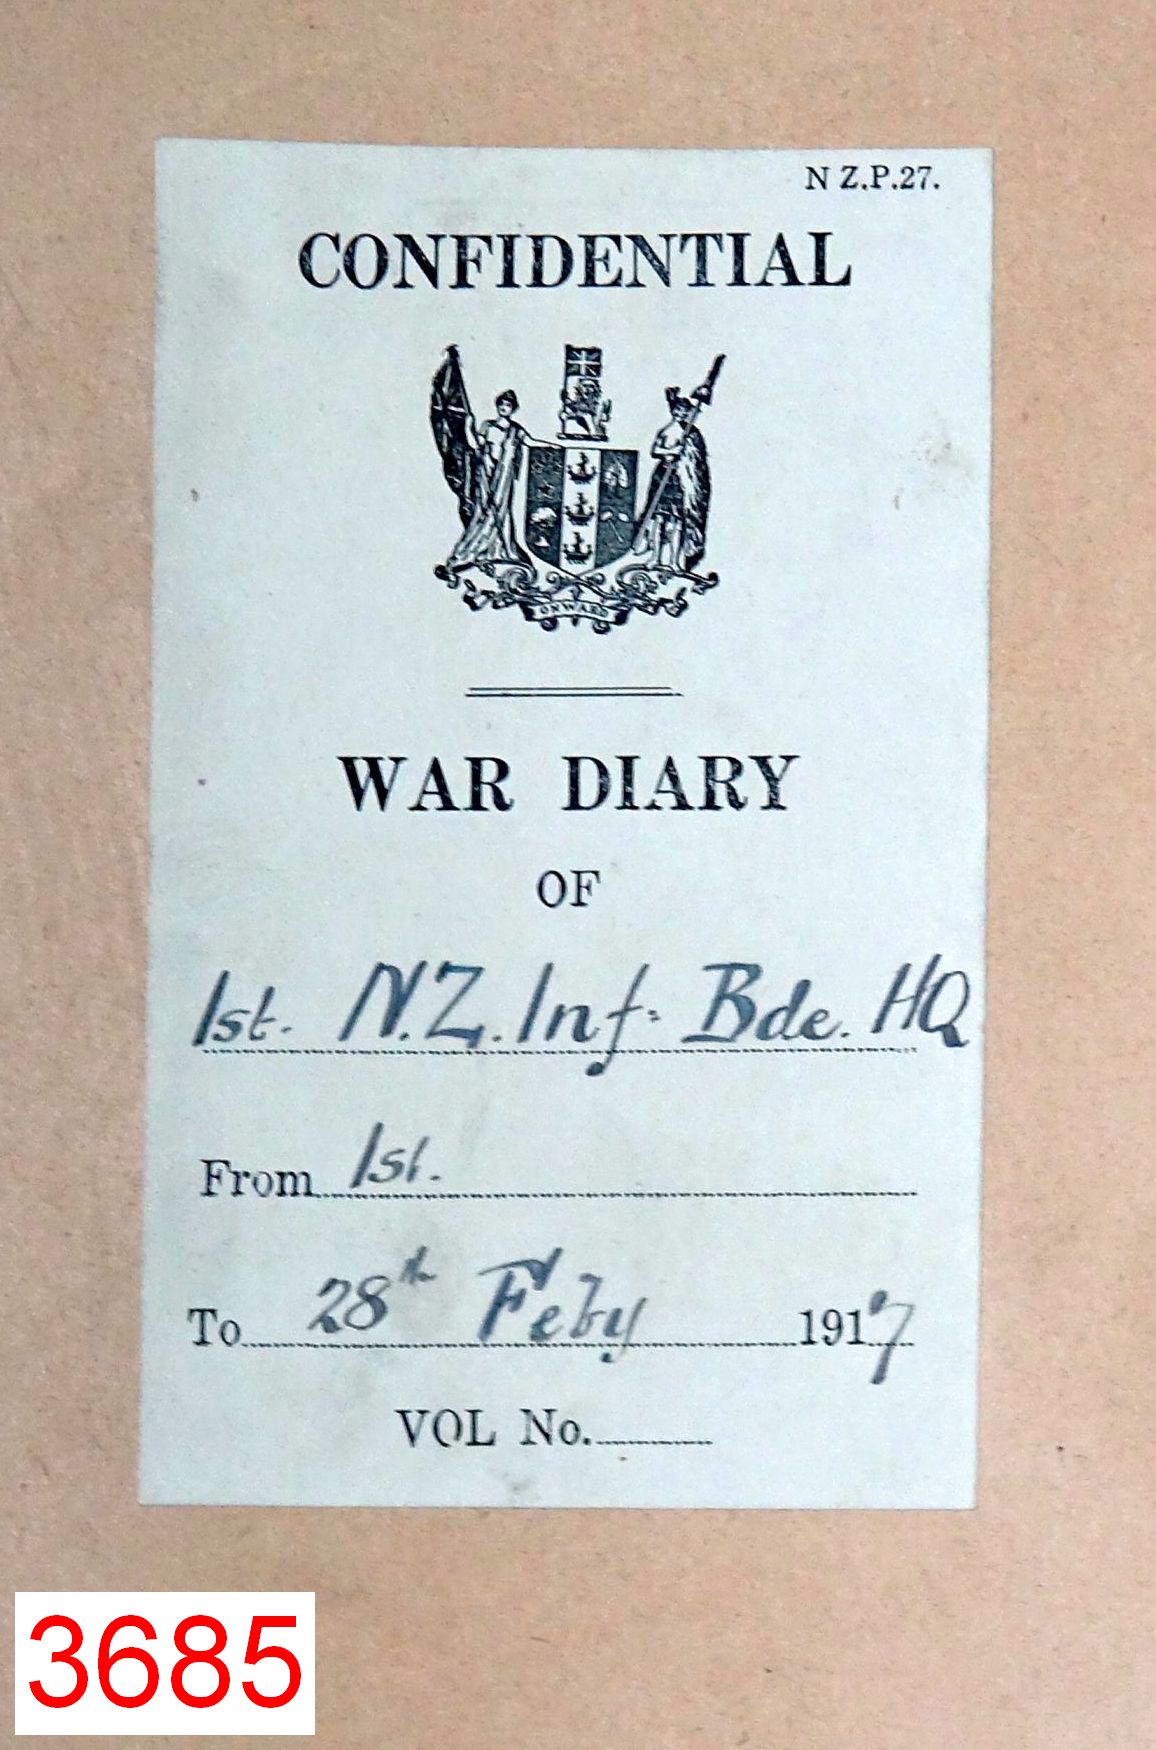 N Z.P.27.
CONFIDENTIAL
ONWARD
WAR DIARY
OF
1st. N.Z. Inf: Bde. HQ
From 1st.
To 28th Feby 1917
VOL No.
3685